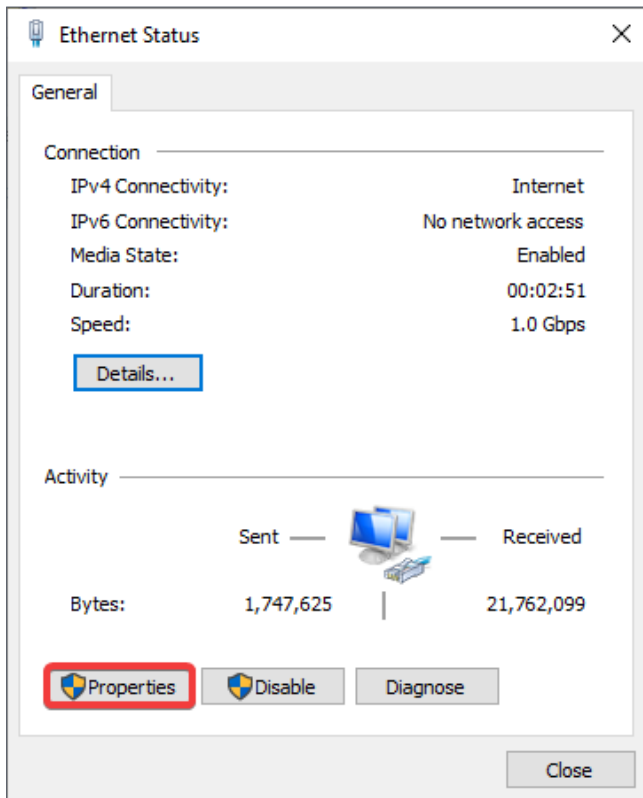 Ethernet Status
General
Connection
IPv4 Connectivity: Internet
IPv6 Connectivity: No network access
Media State: Enabled
Duration: 00:02:51
Speed: 1.0 Gbps
Details...
Activity
Sent Received
Bytes: 1,747,625 21,762,099
Properties Disable Diagnose
Close